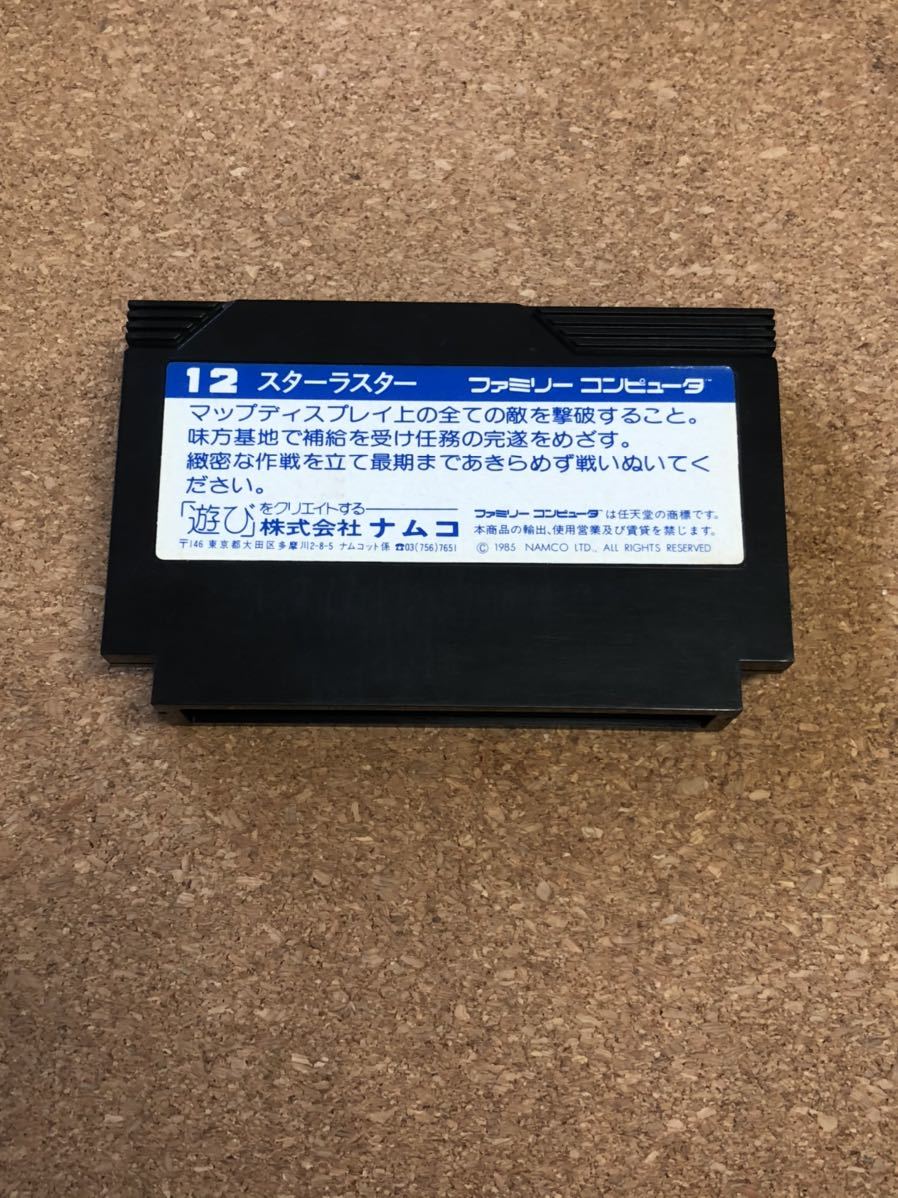 12 スターラスター ファミリー コンピュータ™
マップディスプレイ上の全ての敵を撃破すること。
味方基地で補給を受け任務の完遂をめざす。
緻密な作戦を立て最期まであきらめず戦いぬいてく
ださい。
「遊び」をクリエイトする
株式会社 ナムコ
〒146 東京都大田区多摩川2-8-5 ナムコット係 ☎03(756)7651
ファミリー コンピュータ™は任天堂の商標です。
本商品の輸出、使用営業及び賃貸を禁じます。
© 1985 NAMCO LTD., ALL RIGHTS RESERVED